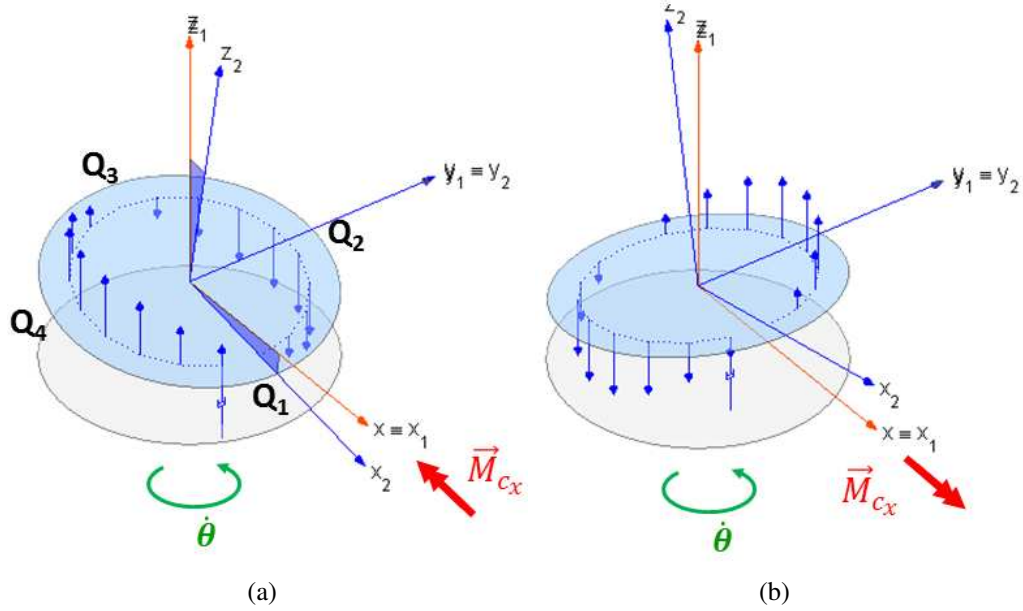 z₁
z₂
y₁ ≡ y₂
Q₃
Q₂
Q₄
Q₁
x ≡ x₁
x₂
M⃗cₓ
θ̇
(a)
z₂
z₁
y₁ ≡ y₂
x₂
x ≡ x₁
M⃗cₓ
θ̇
(b)